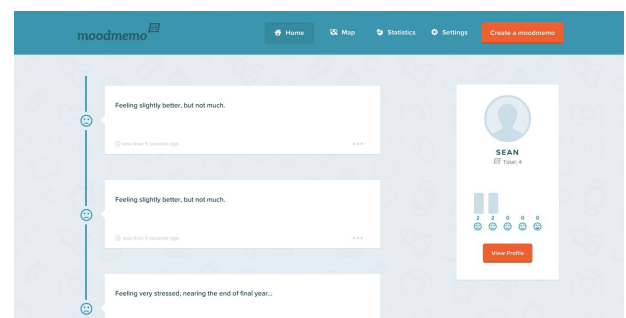 moodmemo
Home
Map
Statistics
Settings
Create a moodmemo
Feeling slightly better, but not much.
less than 5 seconds ago
SEAN
Total: 4
Feeling slightly better, but not much.
less than 5 seconds ago
2 2 0 0 0
View Profile
Feeling very stressed, nearing the end of final year...